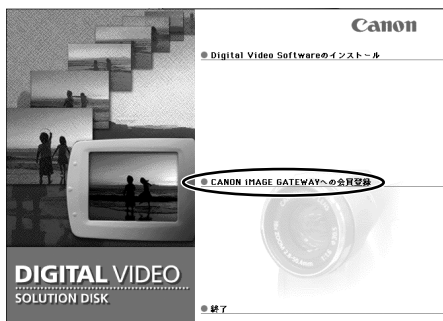 Canon
Digital Video Softwareのインストール
CANON iMAGE GATEWAYへの会員登録
終了
DIGITAL VIDEO
SOLUTION DISK